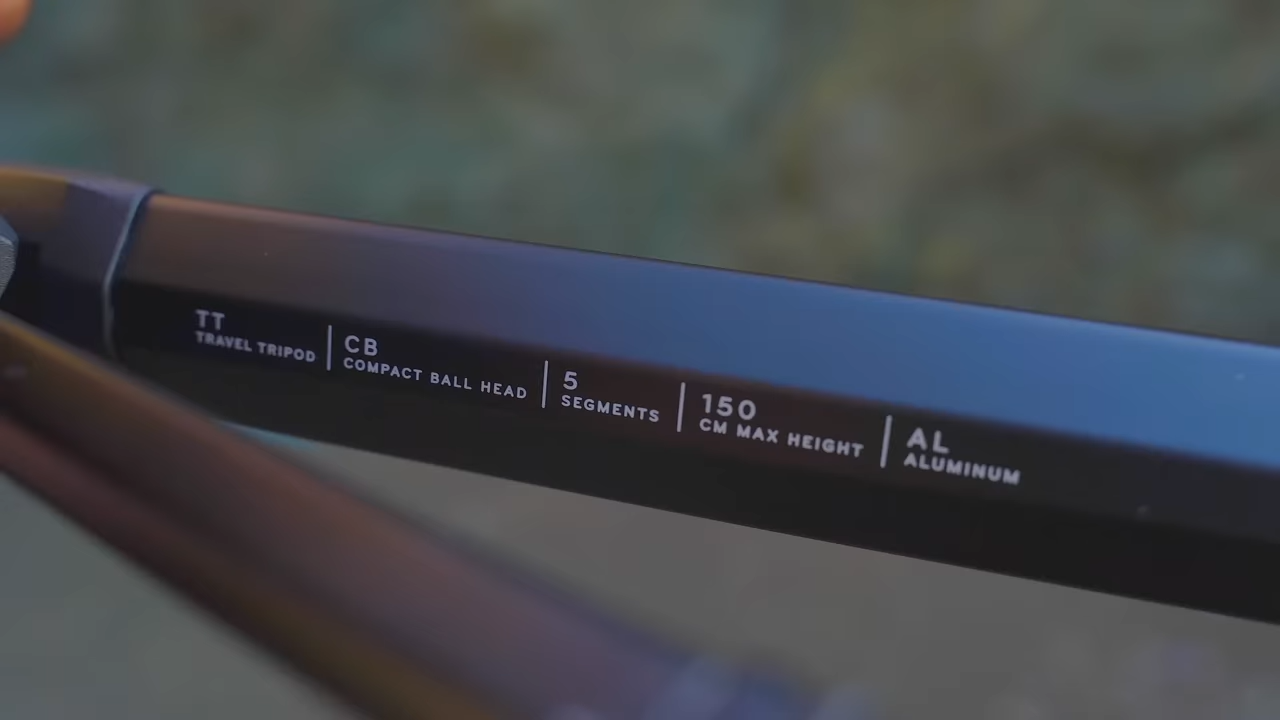 TT
TRAVEL TRIPOD
CB
COMPACT BALL HEAD
5
SEGMENTS
150
CM MAX HEIGHT
AL
ALUMINUM